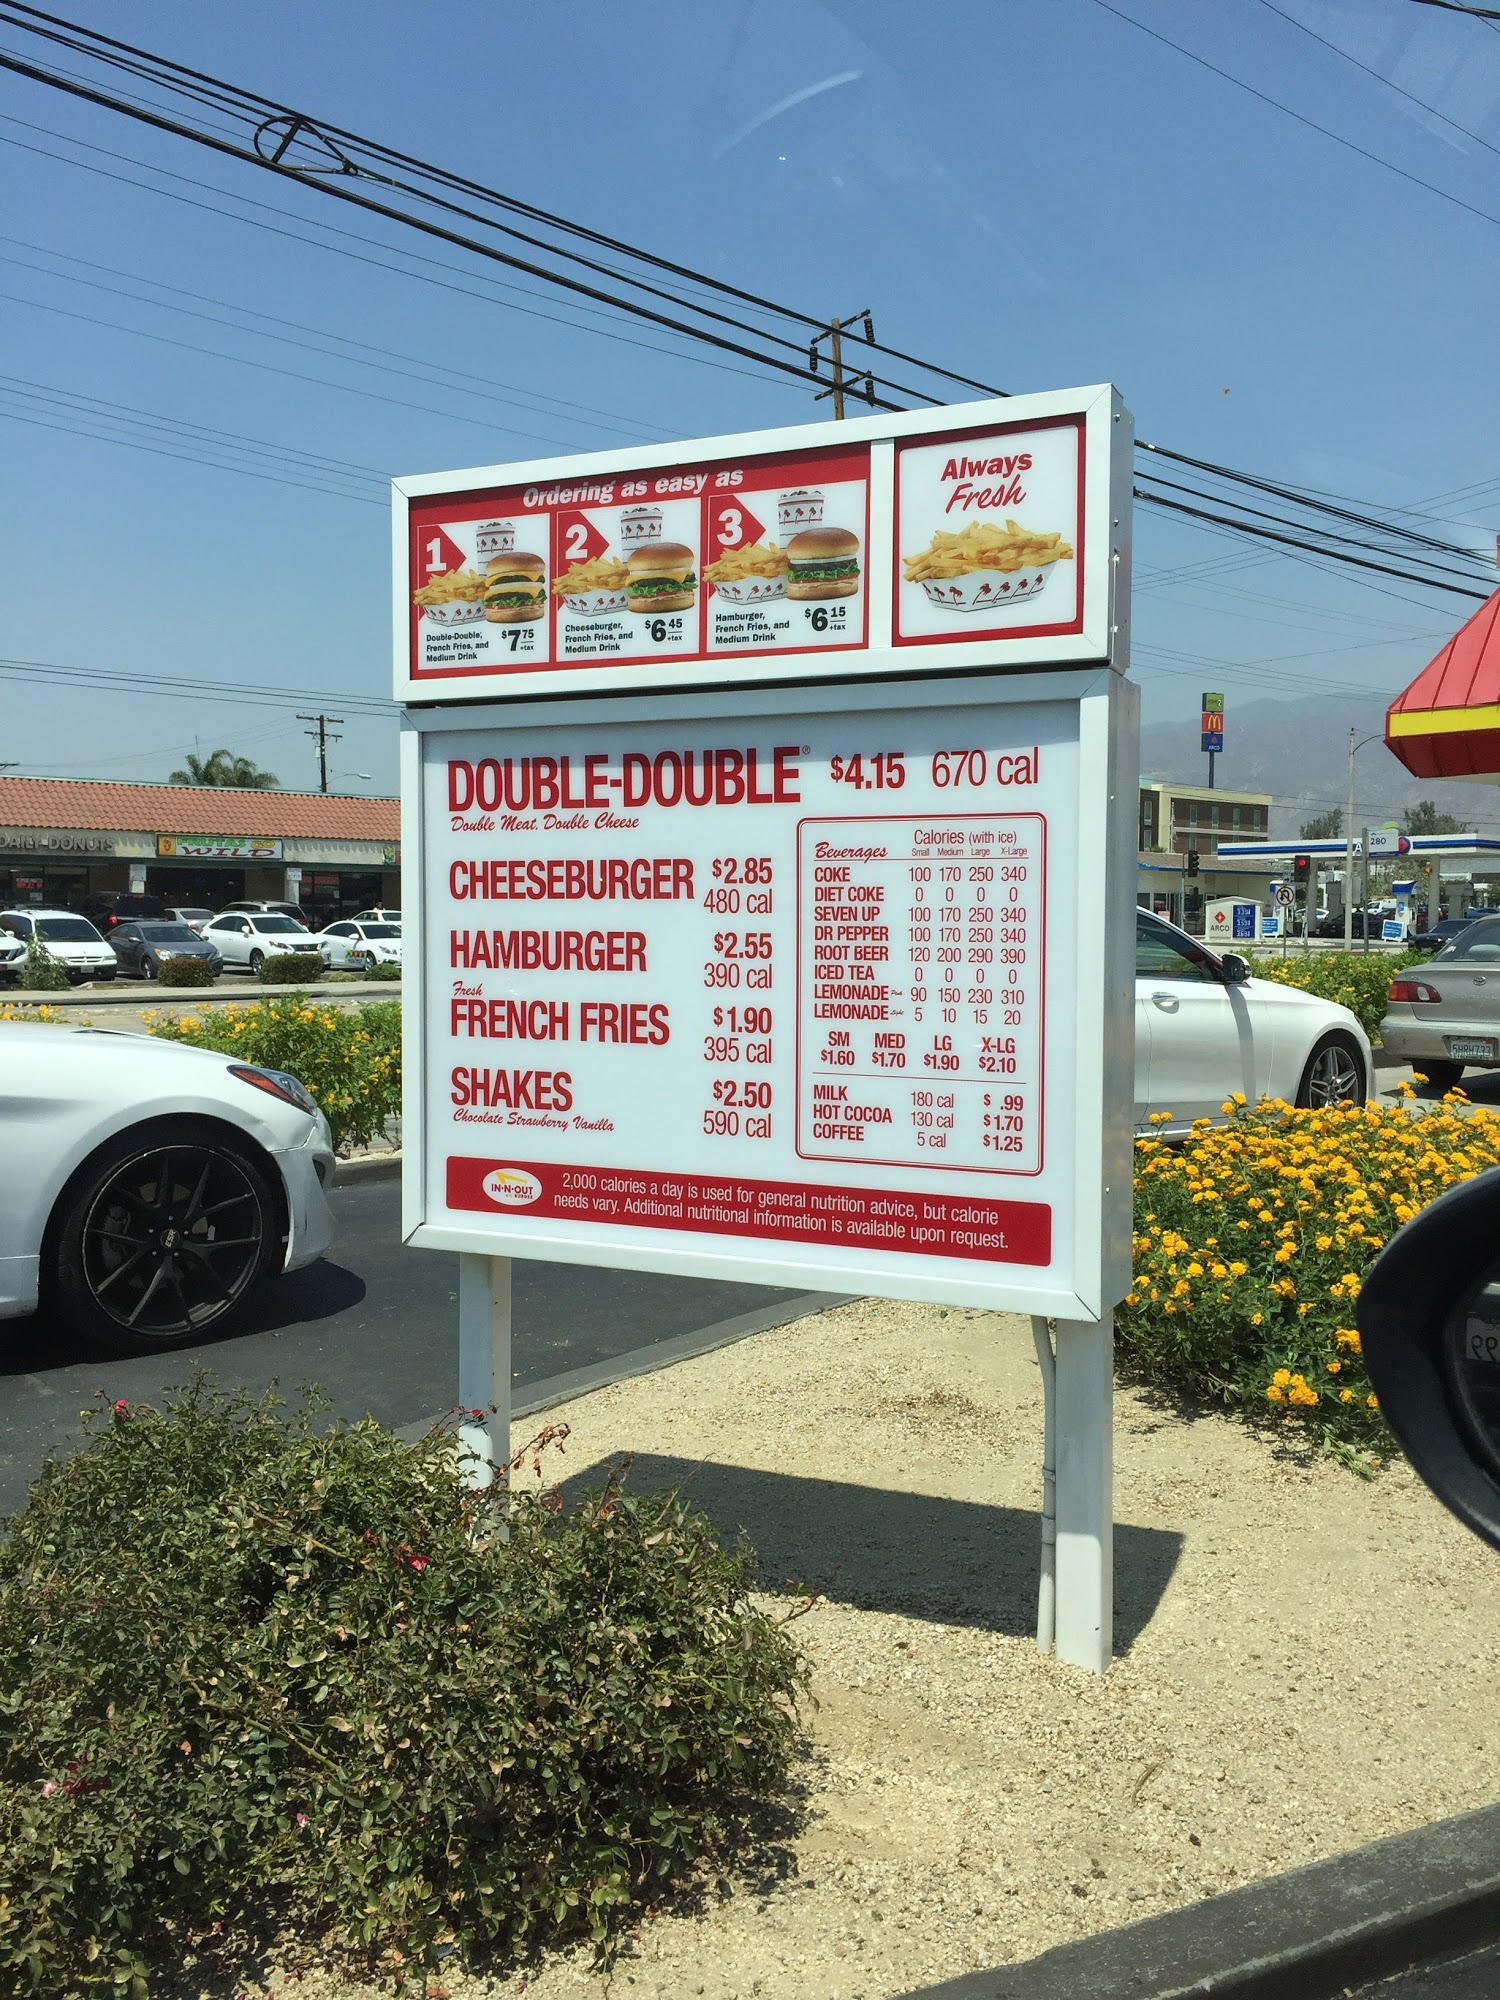 Ordering as easy as
1
Double-Double,
French Fries, and
Medium Drink
$7 75
+tax
2
Cheeseburger,
French Fries, and
Medium Drink
$6 45
+tax
3
Hamburger,
French Fries, and
Medium Drink
$6 15
+tax
Always
Fresh
DOUBLE-DOUBLE® $4.15 670 cal
Double Meat, Double Cheese
CHEESEBURGER $2.85
480 cal
HAMBURGER $2.55
390 cal
Fresh
FRENCH FRIES $1.90
395 cal
SHAKES $2.50
Chocolate Strawberry Vanilla 590 cal
Calories (with ice)
Beverages Small Medium Large X-Large
COKE 100 170 250 340
DIET COKE 0 0 0 0
SEVEN UP 100 170 250 340
DR PEPPER 100 170 250 340
ROOT BEER 120 200 290 390
ICED TEA 0 0 0 0
LEMONADE Pink 90 150 230 310
LEMONADE Light 5 10 15 20
SM MED LG X-LG
$1.60 $1.70 $1.90 $2.10
MILK 180 cal $ .99
HOT COCOA 130 cal $1.70
COFFEE 5 cal $1.25
IN-N-OUT
BURGER
2,000 calories a day is used for general nutrition advice, but calorie
needs vary. Additional nutritional information is available upon request.
DAILY DONUTS
WILD
ARCO
280
ARCO